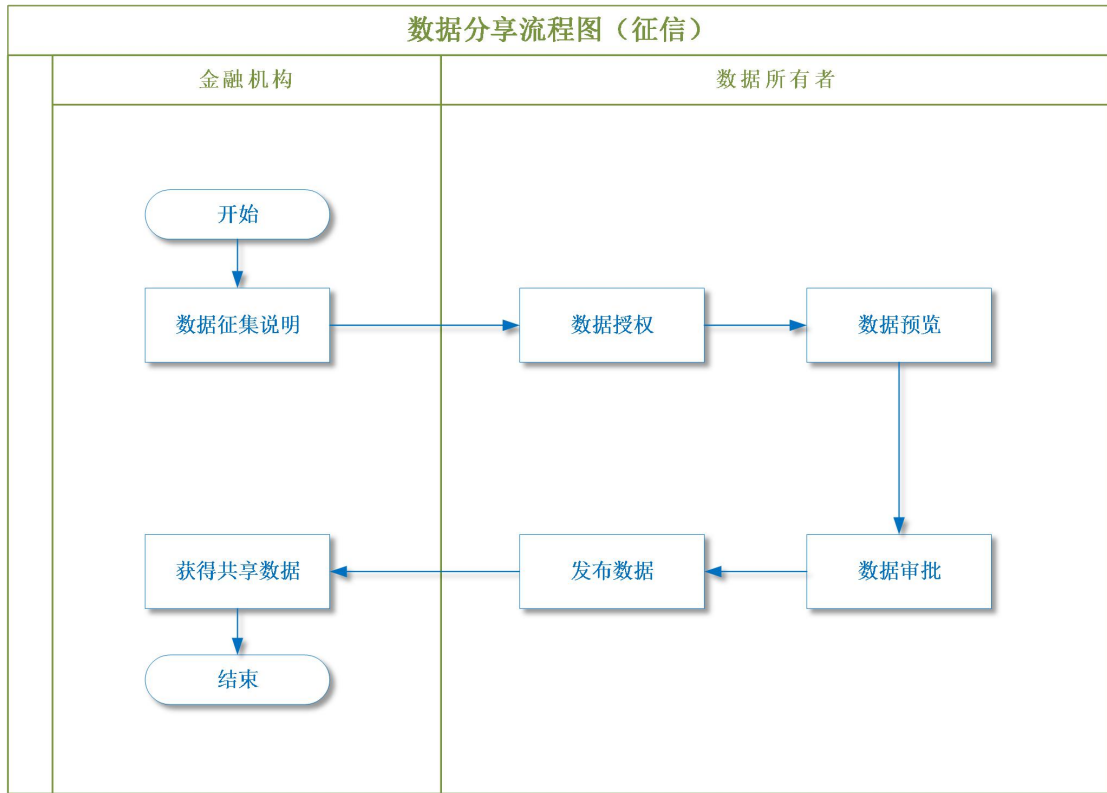 数据分享流程图（征信）
金融机构
数据所有者
开始
数据征集说明
数据授权
数据预览
获得共享数据
发布数据
数据审批
结束